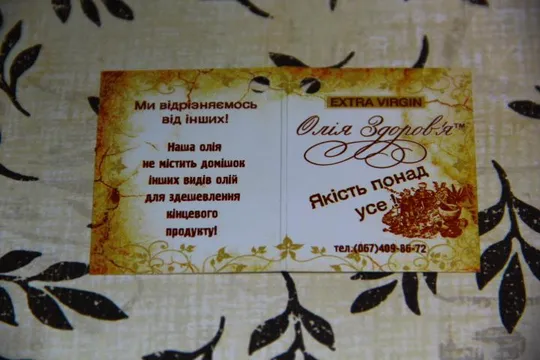 Ми відрізняємось
від інших!
Наша олія
не містить домішок
інших видів олій
для здешевлення
кінцевого
продукту!
EXTRA VIRGIN
Олія Здоров'я™
Якість понад
усе !
тел.(067)409-86-72